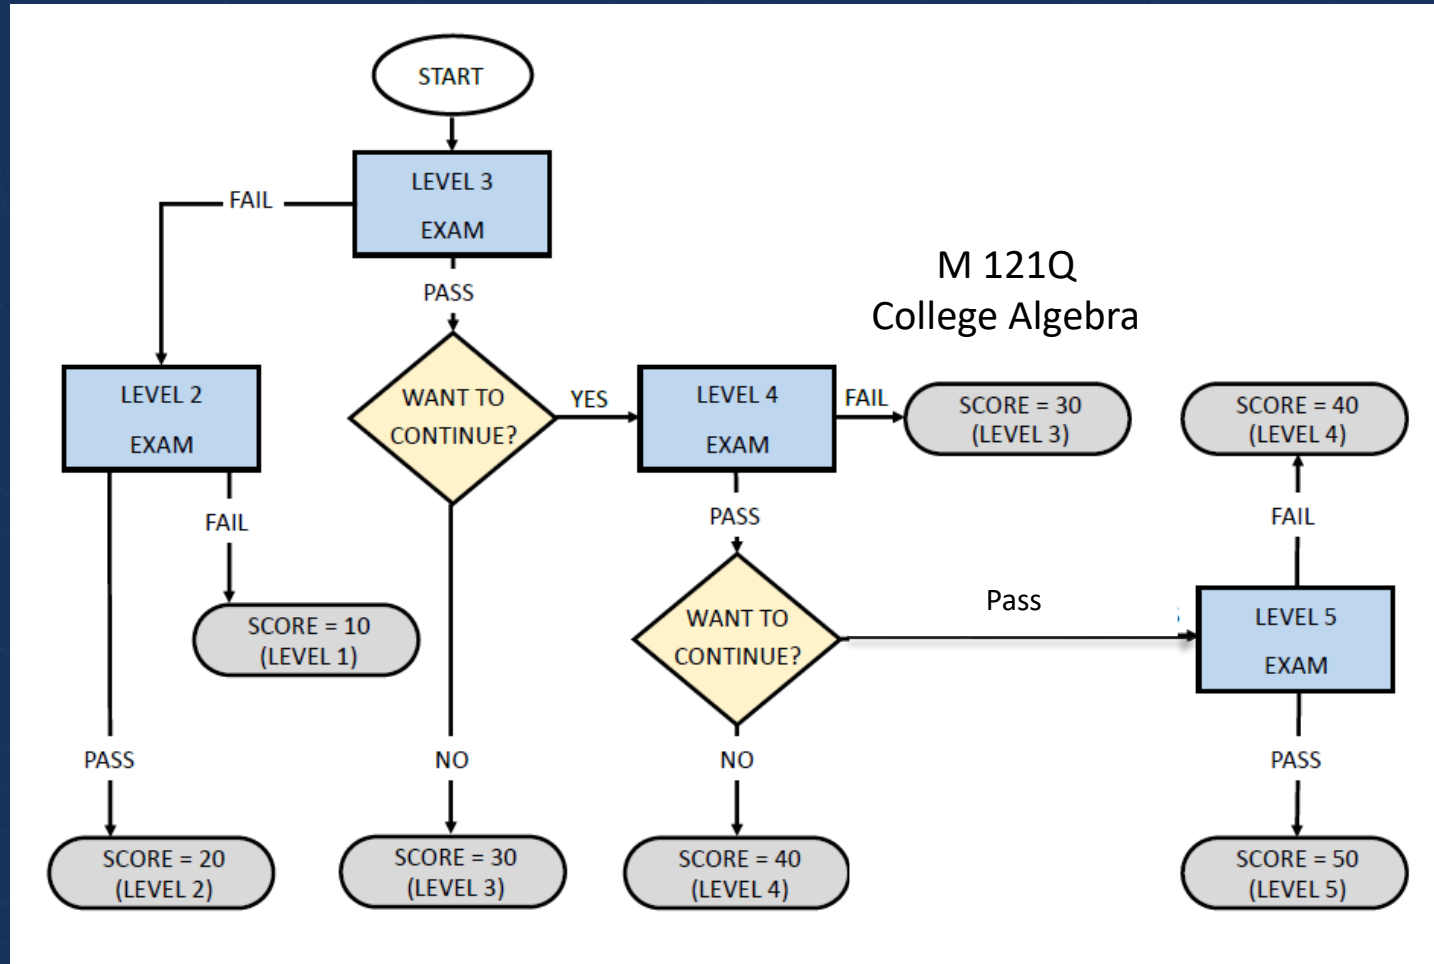 START
LEVEL 3
EXAM
FAIL
PASS
M 121Q
College Algebra
LEVEL 2
EXAM
WANT TO
CONTINUE?
YES
LEVEL 4
EXAM
FAIL
SCORE = 30
(LEVEL 3)
SCORE = 40
(LEVEL 4)
FAIL
PASS
FAIL
SCORE = 10
(LEVEL 1)
WANT TO
CONTINUE?
Pass
LEVEL 5
EXAM
PASS
NO
NO
PASS
SCORE = 20
(LEVEL 2)
SCORE = 30
(LEVEL 3)
SCORE = 40
(LEVEL 4)
SCORE = 50
(LEVEL 5)